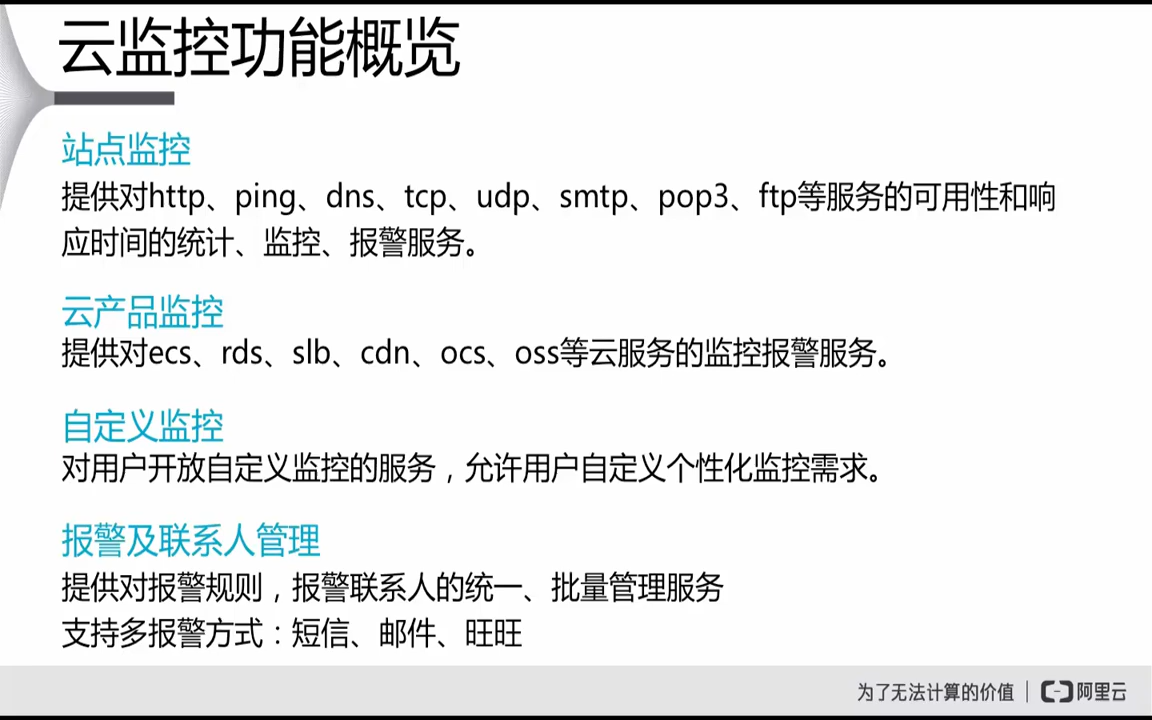 云监控功能概览
站点监控
提供对http、ping、dns、tcp、udp、smtp、pop3、ftp等服务的可用性和响
应时间的统计、监控、报警服务。
云产品监控
提供对ecs、rds、slb、cdn、ocs、oss等云服务的监控报警服务。
自定义监控
对用户开放自定义监控的服务，允许用户自定义个性化监控需求。
报警及联系人管理
提供对报警规则，报警联系人的统一、批量管理服务
支持多报警方式：短信、邮件、旺旺
为了无法计算的价值 | 阿里云